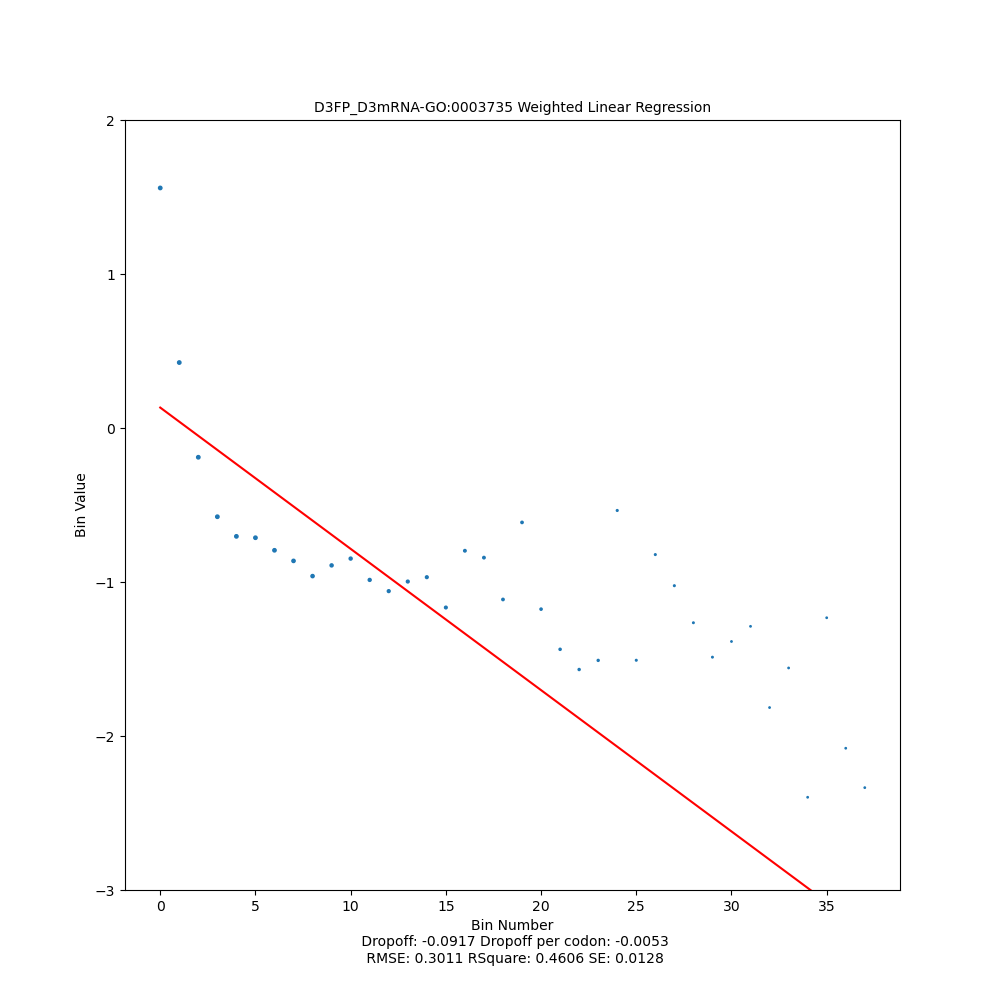 D3FP_D3mRNA-GO:0003735 Weighted Linear Regression
2
1
0
−1
−2
−3
Bin Value
0 5 10 15 20 25 30 35
Bin Number
Dropoff: -0.0917 Dropoff per codon: -0.0053
RMSE: 0.3011 RSquare: 0.4606 SE: 0.0128